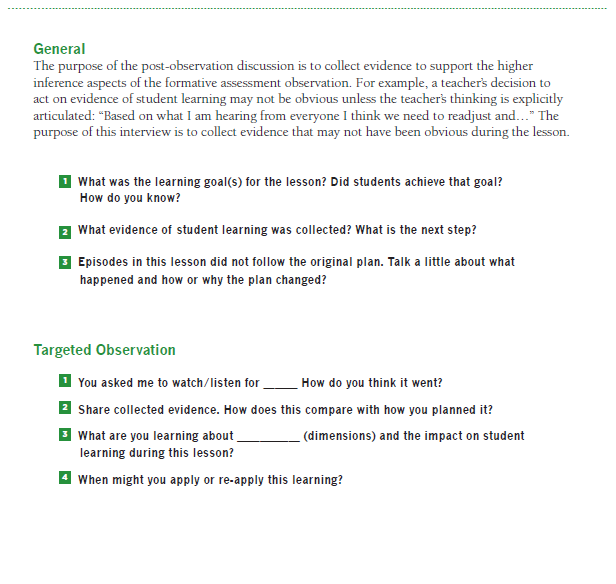 General
The purpose of the post-observation discussion is to collect evidence to support the higher
inference aspects of the formative assessment observation. For example, a teacher's decision to
act on evidence of student learning may not be obvious unless the teacher's thinking is explicitly
articulated: “Based on what I am hearing from everyone I think we need to readjust and…” The
purpose of this interview is to collect evidence that may not have been obvious during the lesson.
1 What was the learning goal(s) for the lesson? Did students achieve that goal?
How do you know?
2 What evidence of student learning was collected? What is the next step?
3 Episodes in this lesson did not follow the original plan. Talk a little about what
happened and how or why the plan changed?
Targeted Observation
1 You asked me to watch/listen for _____ How do you think it went?
2 Share collected evidence. How does this compare with how you planned it?
3 What are you learning about _________ (dimensions) and the impact on student
learning during this lesson?
4 When might you apply or re-apply this learning?